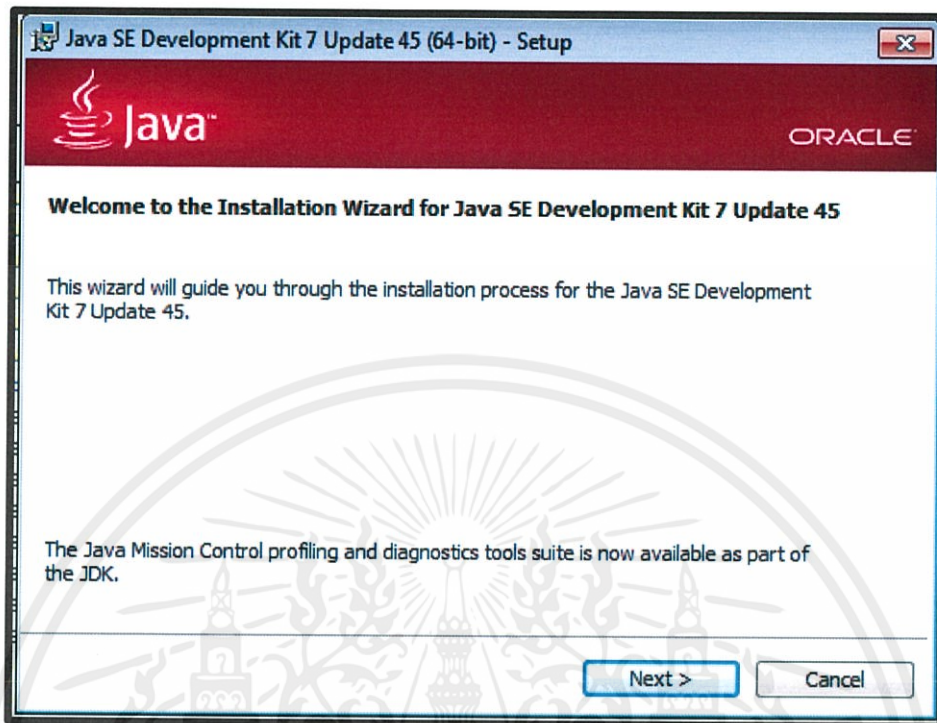 Java SE Development Kit 7 Update 45 (64-bit) - Setup
Java™
ORACLE
Welcome to the Installation Wizard for Java SE Development Kit 7 Update 45
This wizard will guide you through the installation process for the Java SE Development
Kit 7 Update 45.
The Java Mission Control profiling and diagnostics tools suite is now available as part of
the JDK.
Next >
Cancel